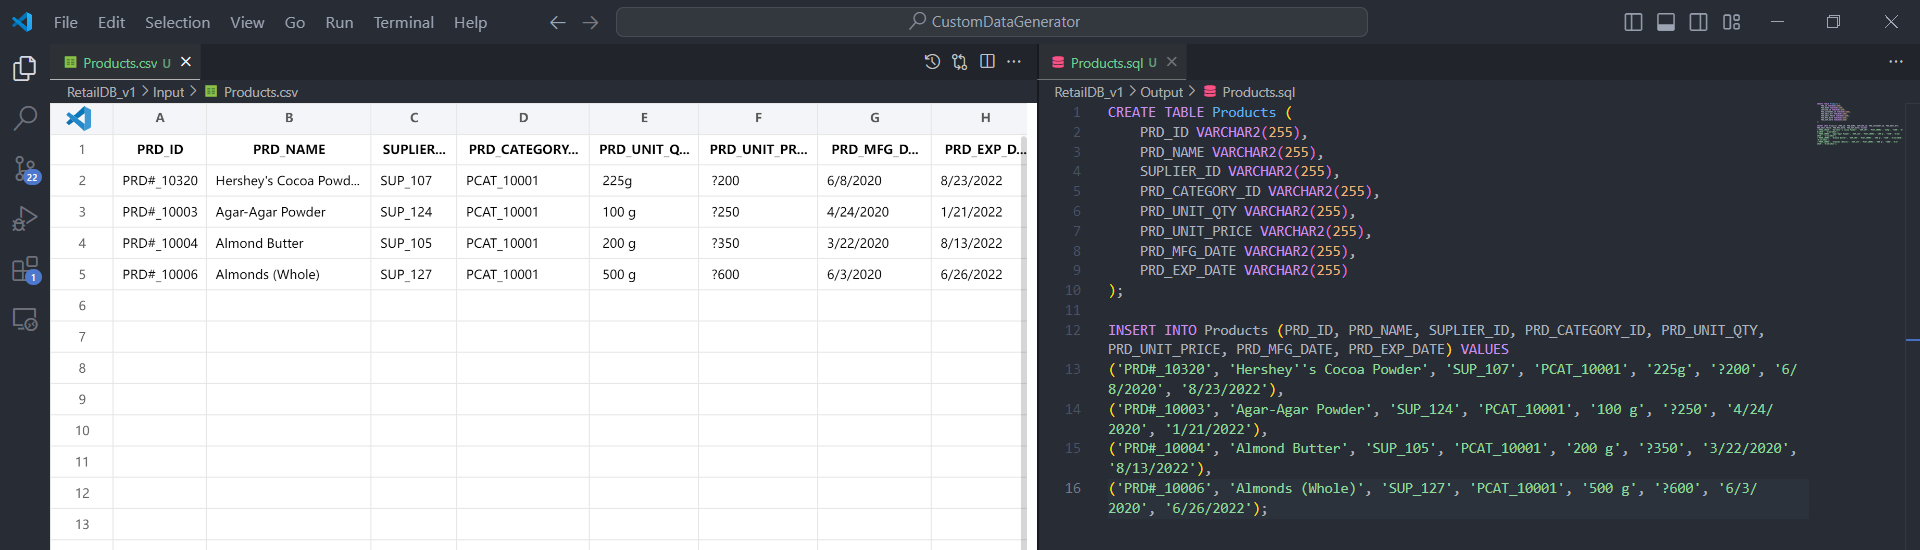 File Edit Selection View Go Run Terminal Help CustomDataGenerator
Products.csv U
RetailDB_v1 > Input > Products.csv
A B C D E F G H
1 PRD_ID PRD_NAME SUPLIER... PRD_CATEGORY... PRD_UNIT_Q... PRD_UNIT_PR... PRD_MFG_D... PRD_EXP_D...
2 PRD#_10320 Hershey's Cocoa Powd... SUP_107 PCAT_10001 225g ?200 6/8/2020 8/23/2022
3 PRD#_10003 Agar-Agar Powder SUP_124 PCAT_10001 100 g ?250 4/24/2020 1/21/2022
4 PRD#_10004 Almond Butter SUP_105 PCAT_10001 200 g ?350 3/22/2020 8/13/2022
5 PRD#_10006 Almonds (Whole) SUP_127 PCAT_10001 500 g ?600 6/3/2020 6/26/2022
6
7
8
9
10
11
12
13
22
1
Products.sql U
RetailDB_v1 > Output > Products.sql
1 CREATE TABLE Products (
2 PRD_ID VARCHAR2(255),
3 PRD_NAME VARCHAR2(255),
4 SUPLIER_ID VARCHAR2(255),
5 PRD_CATEGORY_ID VARCHAR2(255),
6 PRD_UNIT_QTY VARCHAR2(255),
7 PRD_UNIT_PRICE VARCHAR2(255),
8 PRD_MFG_DATE VARCHAR2(255),
9 PRD_EXP_DATE VARCHAR2(255)
10 );
11
12 INSERT INTO Products (PRD_ID, PRD_NAME, SUPLIER_ID, PRD_CATEGORY_ID, PRD_UNIT_QTY,
PRD_UNIT_PRICE, PRD_MFG_DATE, PRD_EXP_DATE) VALUES
13 ('PRD#_10320', 'Hershey''s Cocoa Powder', 'SUP_107', 'PCAT_10001', '225g', '?200', '6/
8/2020', '8/23/2022'),
14 ('PRD#_10003', 'Agar-Agar Powder', 'SUP_124', 'PCAT_10001', '100 g', '?250', '4/24/
2020', '1/21/2022'),
15 ('PRD#_10004', 'Almond Butter', 'SUP_105', 'PCAT_10001', '200 g', '?350', '3/22/2020',
'8/13/2022'),
16 ('PRD#_10006', 'Almonds (Whole)', 'SUP_127', 'PCAT_10001', '500 g', '?600', '6/3/
2020', '6/26/2022');